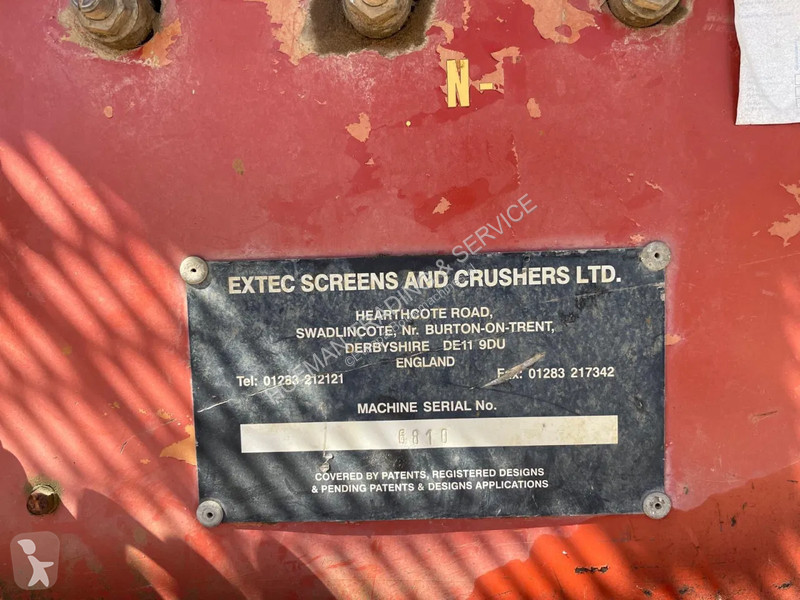 N-
EXTEC SCREENS AND CRUSHERS LTD.
HEARTHCOTE ROAD,
SWADLINCOTE, Nr. BURTON-ON-TRENT,
DERBYSHIRE DE11 9DU
ENGLAND
Tel: 01283 212121 Fax: 01283 217342
MACHINE SERIAL No.
6810
COVERED BY PATENTS, REGISTERED DESIGNS
& PENDING PATENTS & DESIGNS APPLICATIONS